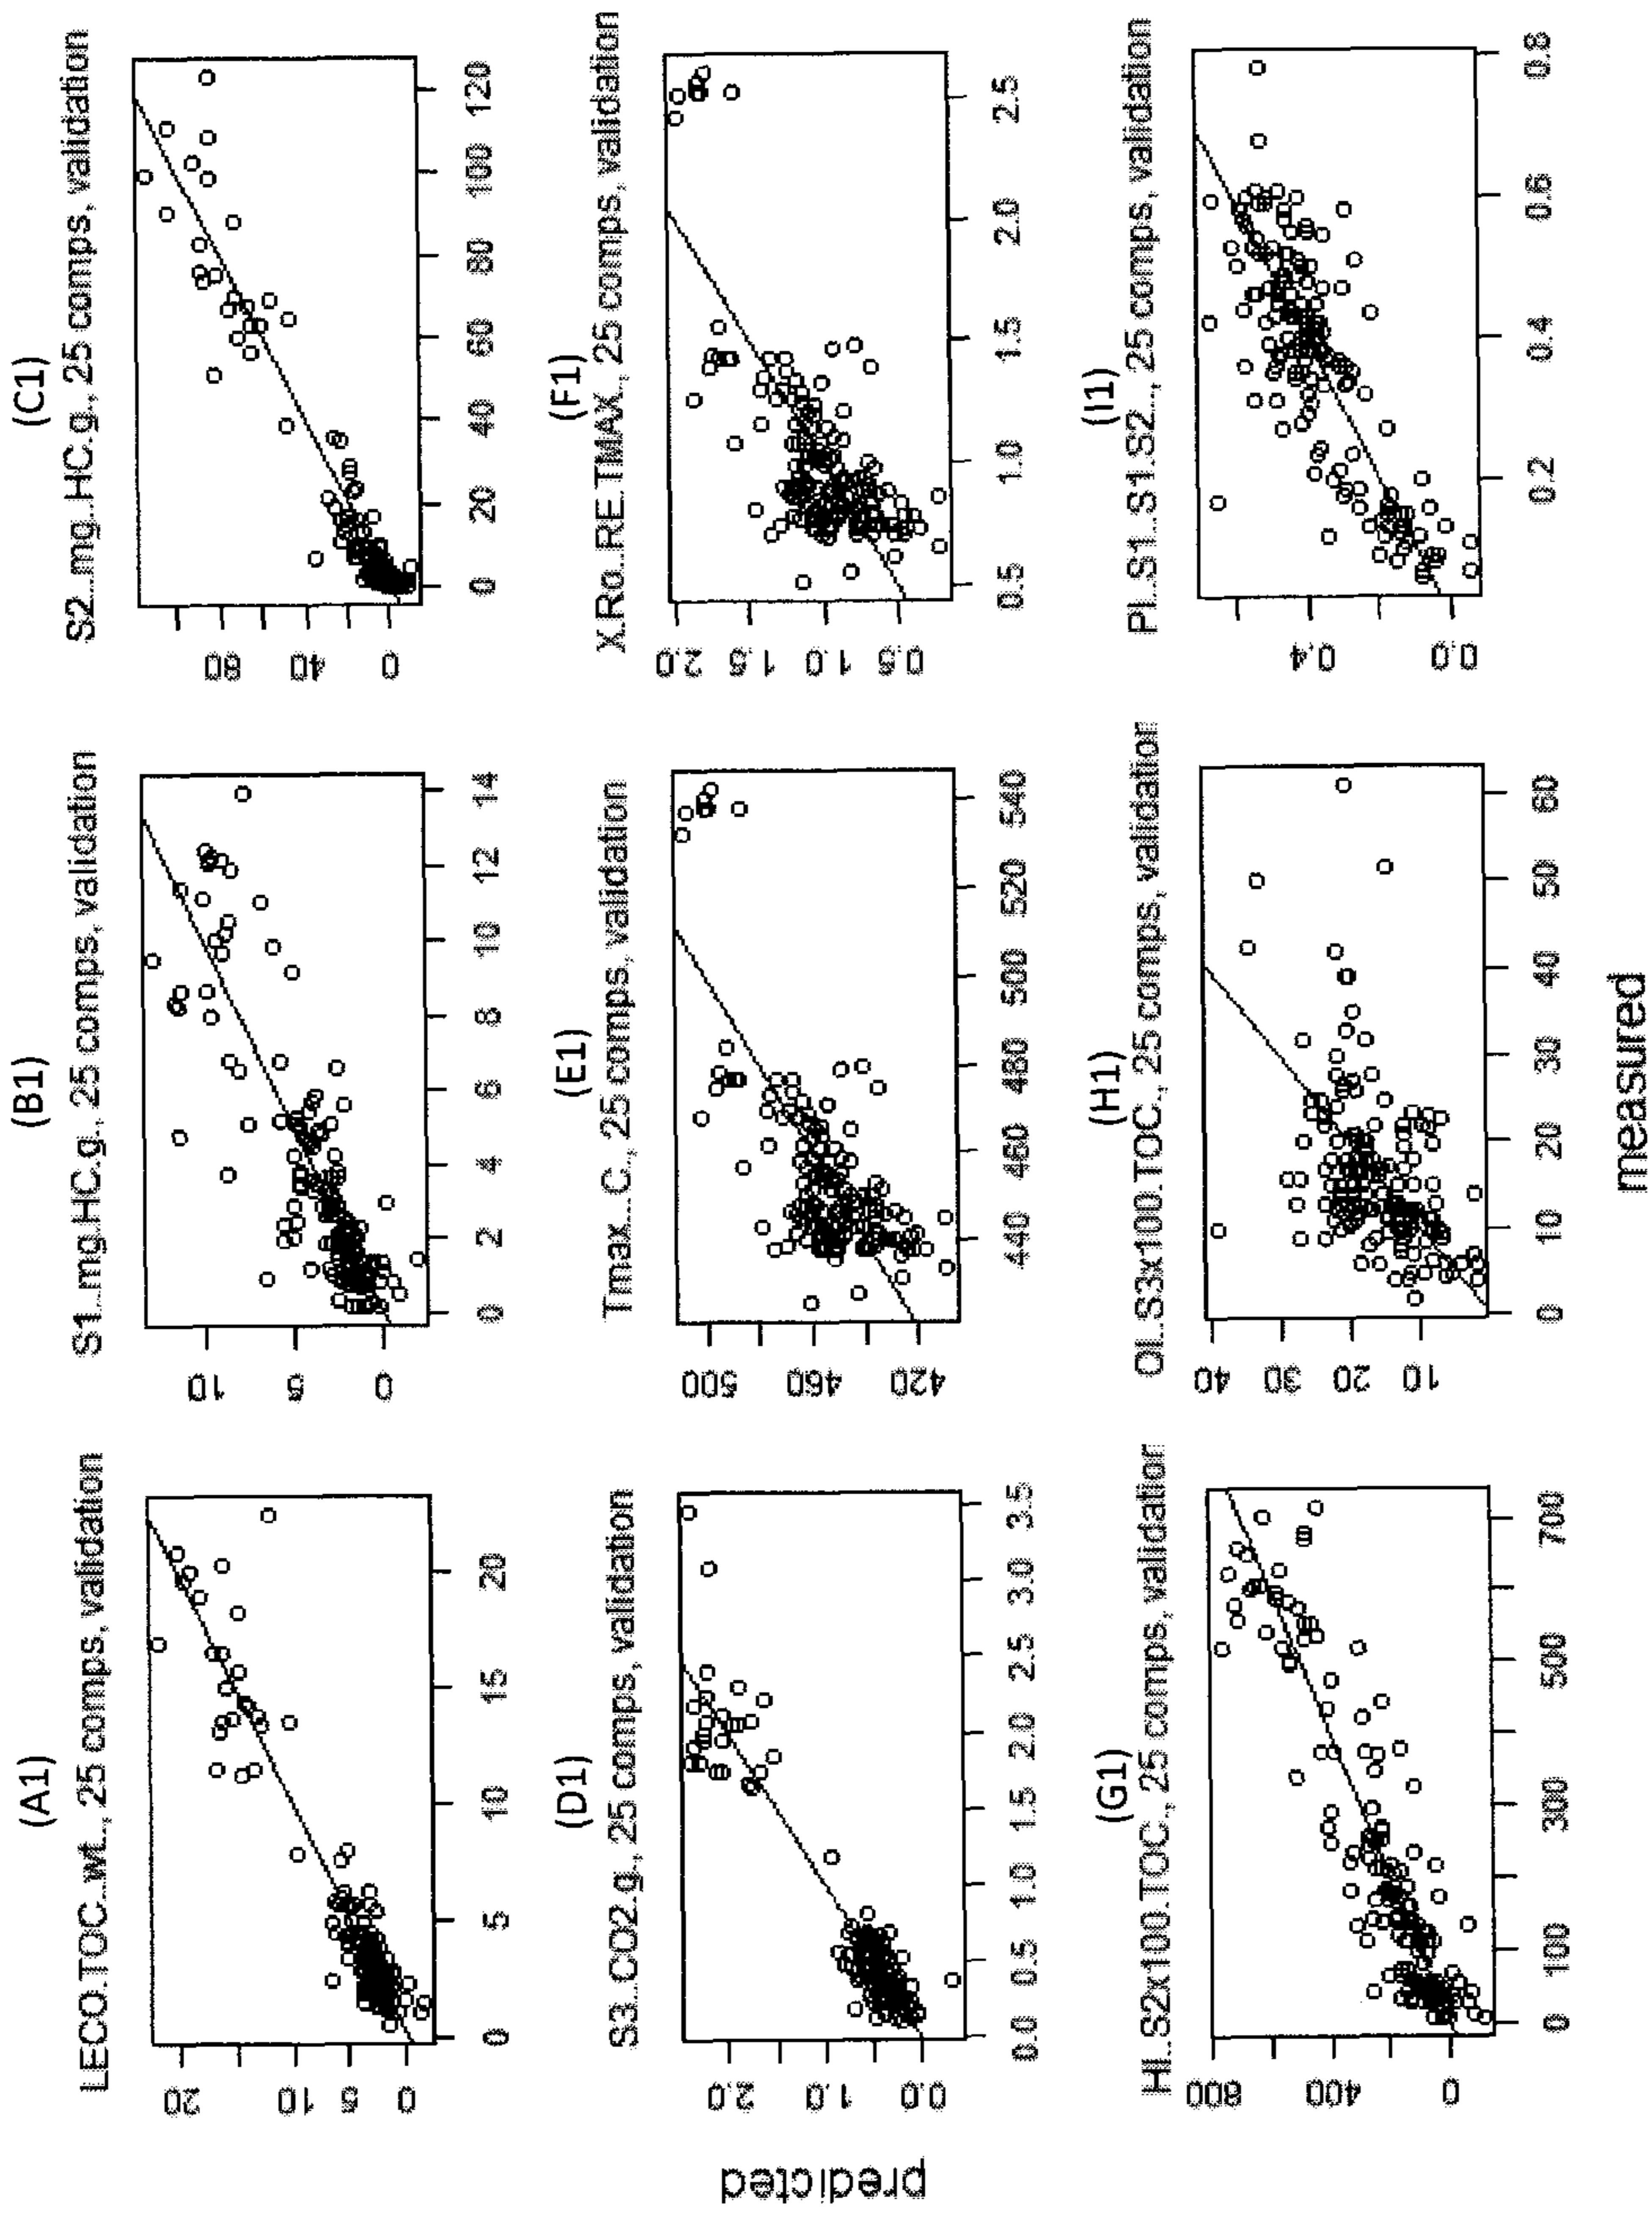 (A1)
LECO.TOC..wt., 25 comps, validation
20
10
5
0
0 5 10 15 20
(B1)
S1..mg.HC.g., 25 comps, validation
10
5
0
0 2 4 6 8 10 12 14
(C1)
S2..mg..HC.g., 25 comps, validation
80
40
0
0 20 40 60 80 100 120
predicted
(D1)
S3...CO2.g., 25 comps, validation
2.0
1.0
0.0
0.0 0.5 1.0 1.5 2.0 2.5 3.0 3.5
(E1)
Tmax...C., 25 comps, validation
500
460
420
440 460 480 500 520 540
(F1)
X.Ro..RE.TMAX., 25 comps, validation
2.0
1.5
1.0
0.5
0.5 1.0 1.5 2.0 2.5
(G1)
HI..S2x100.TOC., 25 comps, validation
800
400
0
0 100 300 500 700
(H1)
OI..S3x100.TOC., 25 comps, validation
40
30
20
10
0 10 20 30 40 50 60
(I1)
PI..S1..S1.S2.., 25 comps, validation
0.4
0.0
0.2 0.4 0.6 0.8
measured